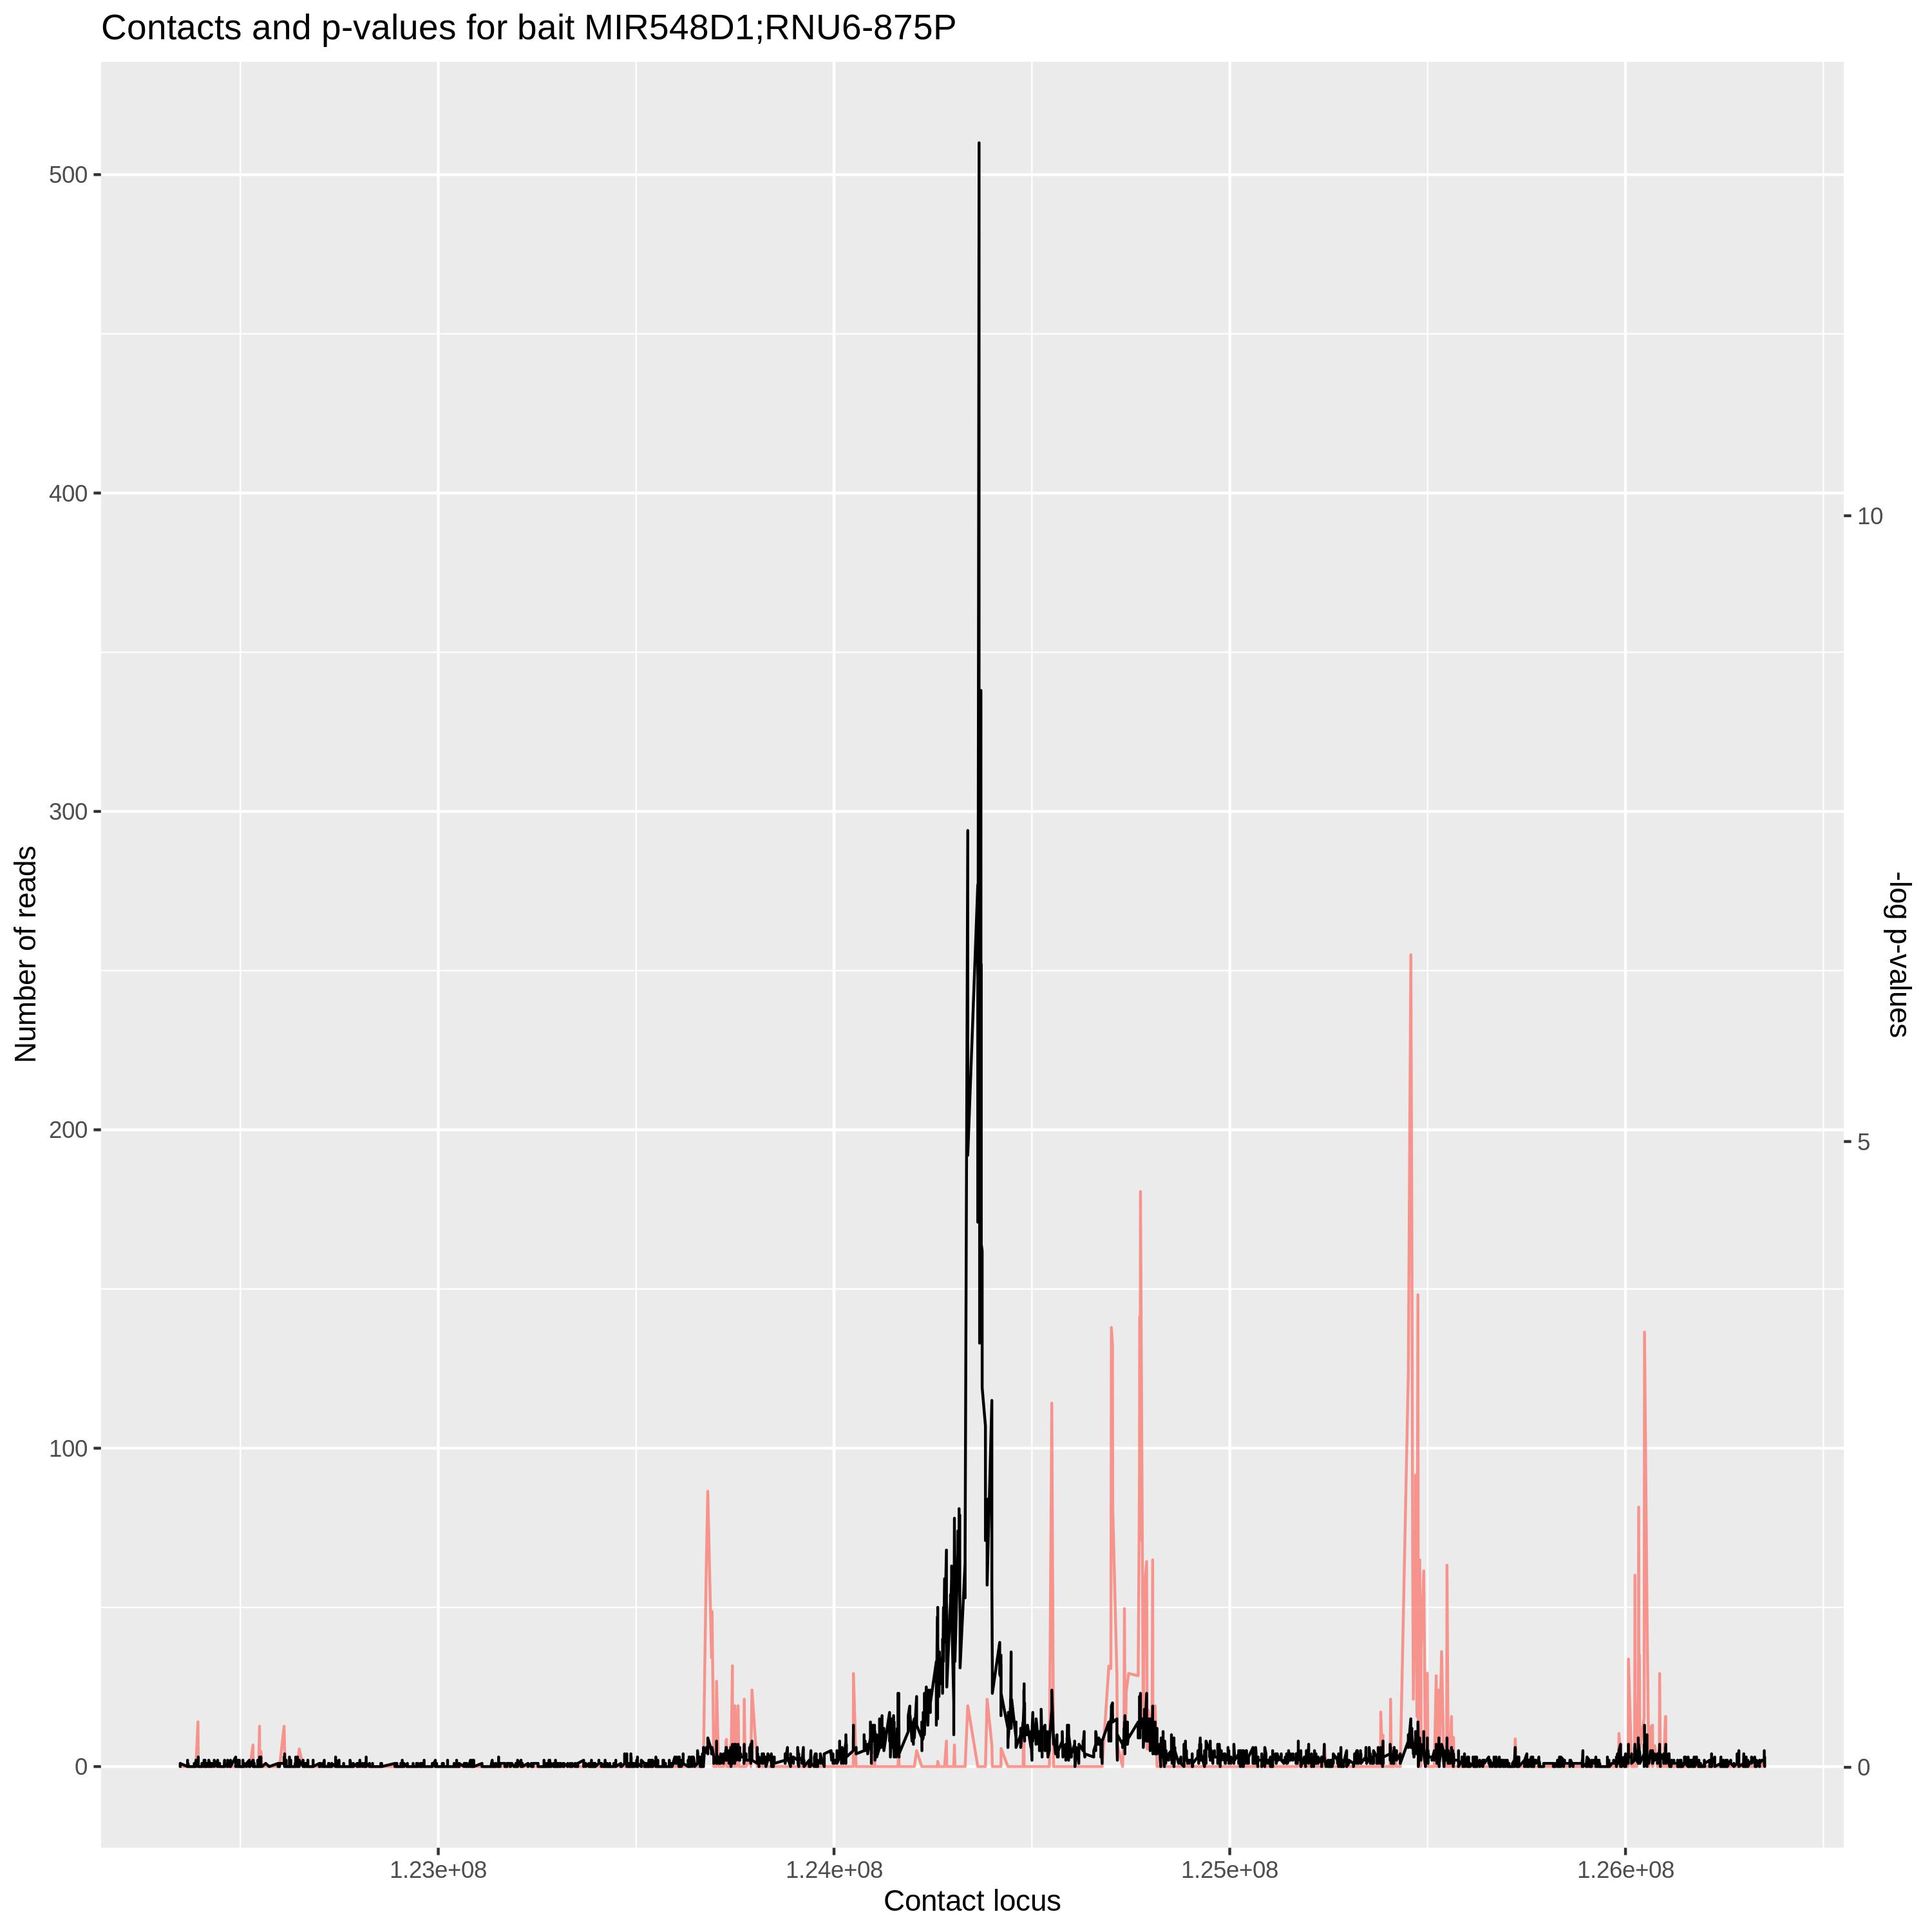 Contacts and p-values for bait MIR548D1;RNU6-875P
500
400
300
200
100
0
Number of reads
10
5
0
-log p-values
1.23e+08
1.24e+08
1.25e+08
1.26e+08
Contact locus